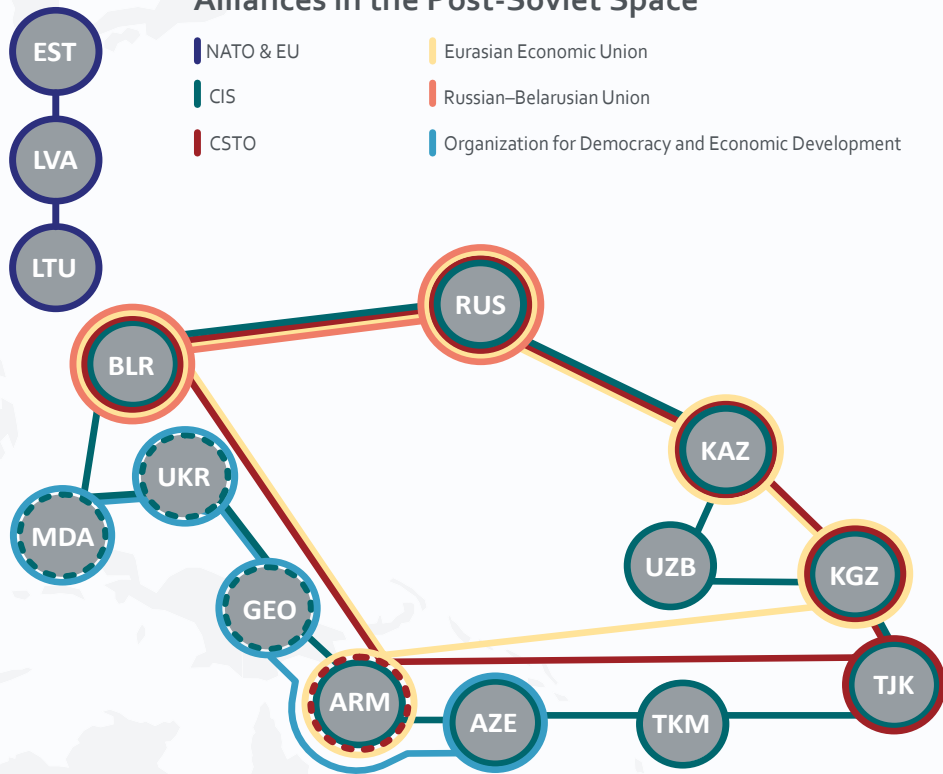 Alliances in the Post-Soviet Space
NATO & EU
Eurasian Economic Union
CIS
Russian–Belarusian Union
CSTO
Organization for Democracy and Economic Development
EST
LVA
LTU
RUS
BLR
KAZ
UKR
MDA
UZB
KGZ
GEO
ARM
AZE
TKM
TJK